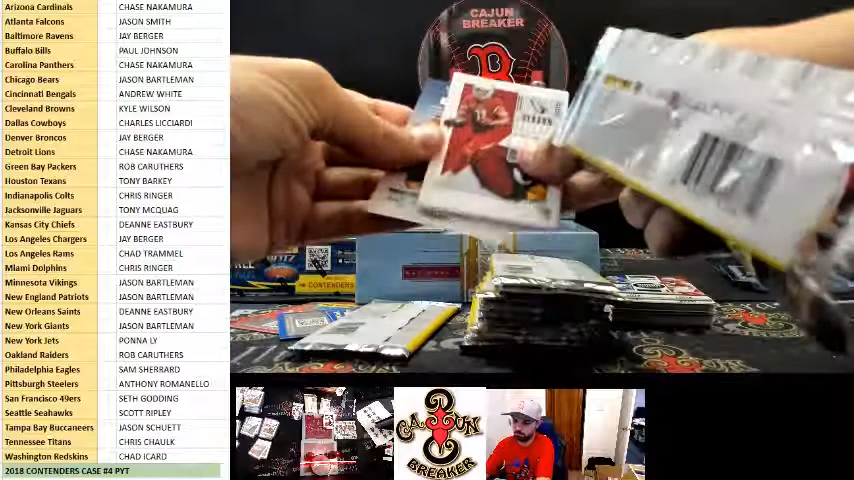 Arizona Cardinals CHASE NAKAMURA
Atlanta Falcons JASON SMITH
Baltimore Ravens JAY BERGER
Buffalo Bills PAUL JOHNSON
Carolina Panthers CHASE NAKAMURA
Chicago Bears JASON BARTLEMAN
Cincinnati Bengals ANDREW WHITE
Cleveland Browns KYLE WILSON
Dallas Cowboys CHARLES LICCIARDI
Denver Broncos JAY BERGER
Detroit Lions CHASE NAKAMURA
Green Bay Packers ROB CARUTHERS
Houston Texans TONY BARKEY
Indianapolis Colts CHRIS RINGER
Jacksonville Jaguars TONY MCQUAG
Kansas City Chiefs DEANNE EASTBURY
Los Angeles Chargers JAY BERGER
Los Angeles Rams CHAD TRAMMEL
Miami Dolphins CHRIS RINGER
Minnesota Vikings JASON BARTLEMAN
New England Patriots JASON BARTLEMAN
New Orleans Saints DEANNE EASTBURY
New York Giants JASON BARTLEMAN
New York Jets PONNA LY
Oakland Raiders ROB CARUTHERS
Philadelphia Eagles SAM SHERRARD
Pittsburgh Steelers ANTHONY ROMANELLO
San Francisco 49ers SETH GODDING
Seattle Seahawks SCOTT RIPLEY
Tampa Bay Buccaneers JASON SCHUETT
Tennessee Titans CHRIS CHAULK
Washington Redskins CHAD ICARD
2018 CONTENDERS CASE #4 PYT
CAJUN
BREAKER
B
CONTENDERS
CAJUN
BREAKER